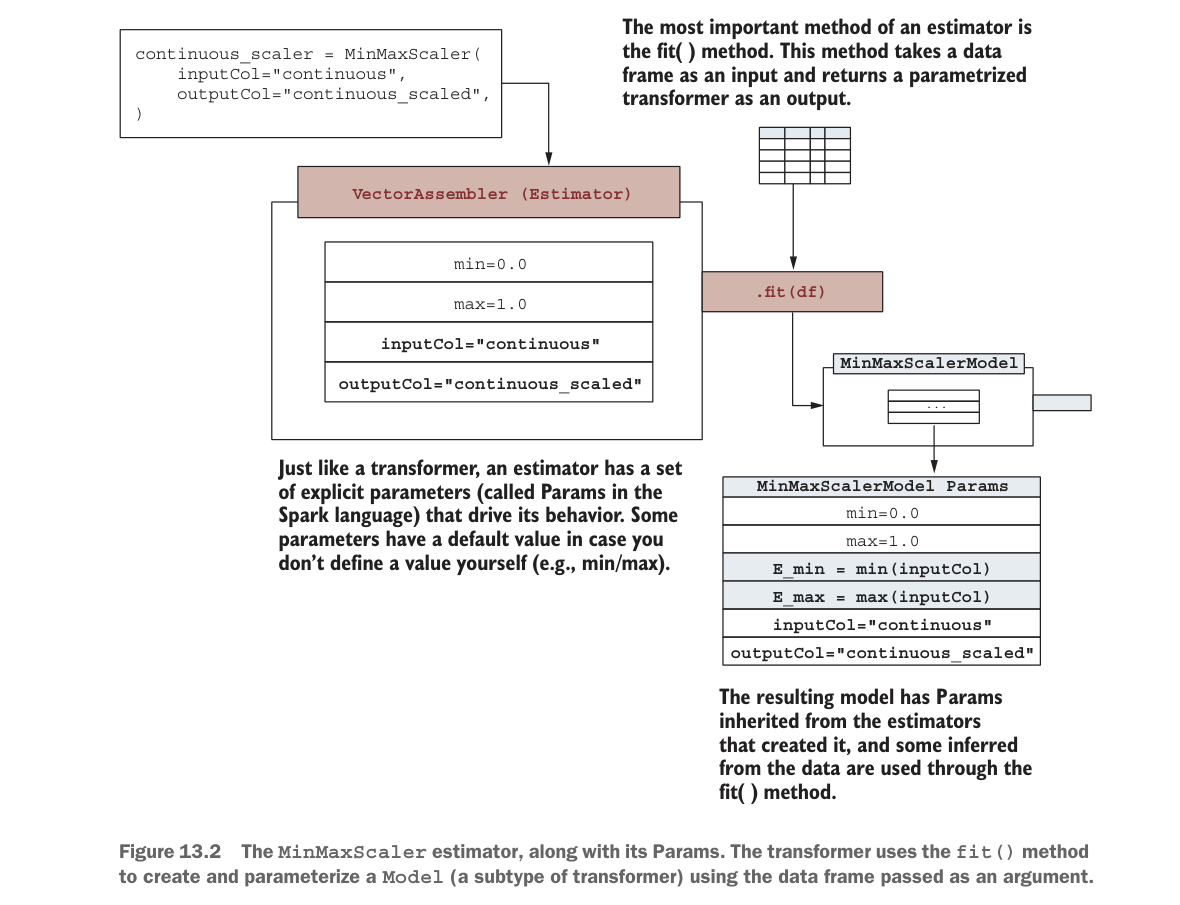 continuous_scaler = MinMaxScaler(
    inputCol="continuous",
    outputCol="continuous_scaled",
)
The most important method of an estimator is
the fit( ) method. This method takes a data
frame as an input and returns a parametrized
transformer as an output.
VectorAssembler (Estimator)
min=0.0
max=1.0
inputCol="continuous"
outputCol="continuous_scaled"
.fit(df)
MinMaxScalerModel
...
Just like a transformer, an estimator has a set
of explicit parameters (called Params in the
Spark language) that drive its behavior. Some
parameters have a default value in case you
don't define a value yourself (e.g., min/max).
MinMaxScalerModel Params
min=0.0
max=1.0
E_min = min(inputCol)
E_max = max(inputCol)
inputCol="continuous"
outputCol="continuous_scaled"
The resulting model has Params
inherited from the estimators
that created it, and some inferred
from the data are used through the
fit( ) method.
Figure 13.2 The MinMaxScaler estimator, along with its Params. The transformer uses the fit() method
to create and parameterize a Model (a subtype of transformer) using the data frame passed as an argument.